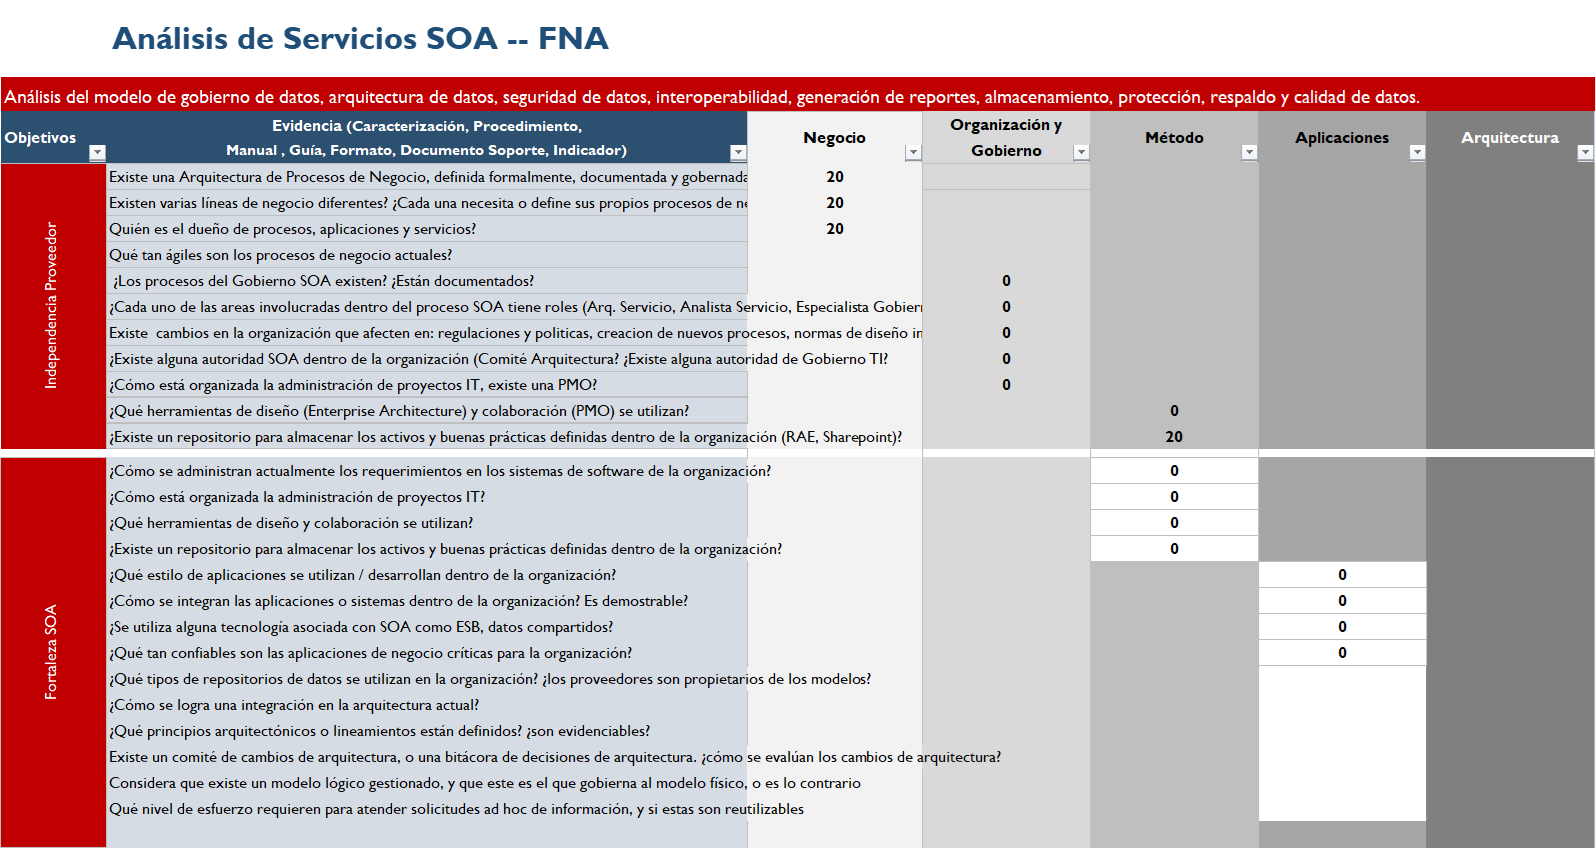 Análisis de Servicios SOA -- FNA
Análisis del modelo de gobierno de datos, arquitectura de datos, seguridad de datos, interoperabilidad, generación de reportes, almacenamiento, protección, respaldo y calidad de datos.
Objetivos
Evidencia (Caracterización, Procedimiento,
Manual , Guía, Formato, Documento Soporte, Indicador)
Negocio
Organización y
Gobierno
Método
Aplicaciones
Arquitectura
Independencia Proveedor
Existe una Arquitectura de Procesos de Negocio, definida formalmente, documentada y gobernada 20
Existen varias líneas de negocio diferentes? ¿Cada una necesita o define sus propios procesos de ne 20
Quién es el dueño de procesos, aplicaciones y servicios? 20
Qué tan ágiles son los procesos de negocio actuales?
¿Los procesos del Gobierno SOA existen? ¿Están documentados? 0
¿Cada uno de las areas involucradas dentro del proceso SOA tiene roles (Arq. Servicio, Analista Servicio, Especialista Gobiern 0
Existe cambios en la organización que afecten en: regulaciones y politicas, creacion de nuevos procesos, normas de diseño in 0
¿Existe alguna autoridad SOA dentro de la organización (Comité Arquitectura? ¿Existe alguna autoridad de Gobierno TI? 0
¿Cómo está organizada la administración de proyectos IT, existe una PMO? 0
¿Qué herramientas de diseño (Enterprise Architecture) y colaboración (PMO) se utilizan? 0
¿Existe un repositorio para almacenar los activos y buenas prácticas definidas dentro de la organización (RAE, Sharepoint)? 20
Fortaleza SOA
¿Cómo se administran actualmente los requerimientos en los sistemas de software de la organización? 0
¿Cómo está organizada la administración de proyectos IT? 0
¿Qué herramientas de diseño y colaboración se utilizan? 0
¿Existe un repositorio para almacenar los activos y buenas prácticas definidas dentro de la organización? 0
¿Qué estilo de aplicaciones se utilizan / desarrollan dentro de la organización? 0
¿Cómo se integran las aplicaciones o sistemas dentro de la organización? Es demostrable? 0
¿Se utiliza alguna tecnología asociada con SOA como ESB, datos compartidos? 0
¿Qué tan confiables son las aplicaciones de negocio críticas para la organización? 0
¿Qué tipos de repositorios de datos se utilizan en la organización? ¿los proveedores son propietarios de los modelos?
¿Cómo se logra una integración en la arquitectura actual?
¿Qué principios arquitectónicos o lineamientos están definidos? ¿son evidenciables?
Existe un comité de cambios de arquitectura, o una bitácora de decisiones de arquitectura. ¿cómo se evalúan los cambios de arquitectura?
Considera que existe un modelo lógico gestionado, y que este es el que gobierna al modelo físico, o es lo contrario
Qué nivel de esfuerzo requieren para atender solicitudes ad hoc de información, y si estas son reutilizables